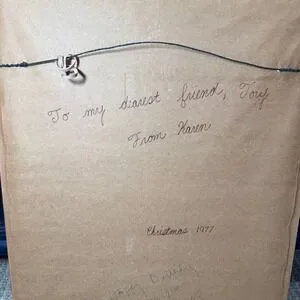 To my dearest friend, Tory
From Karen
Christmas 1977